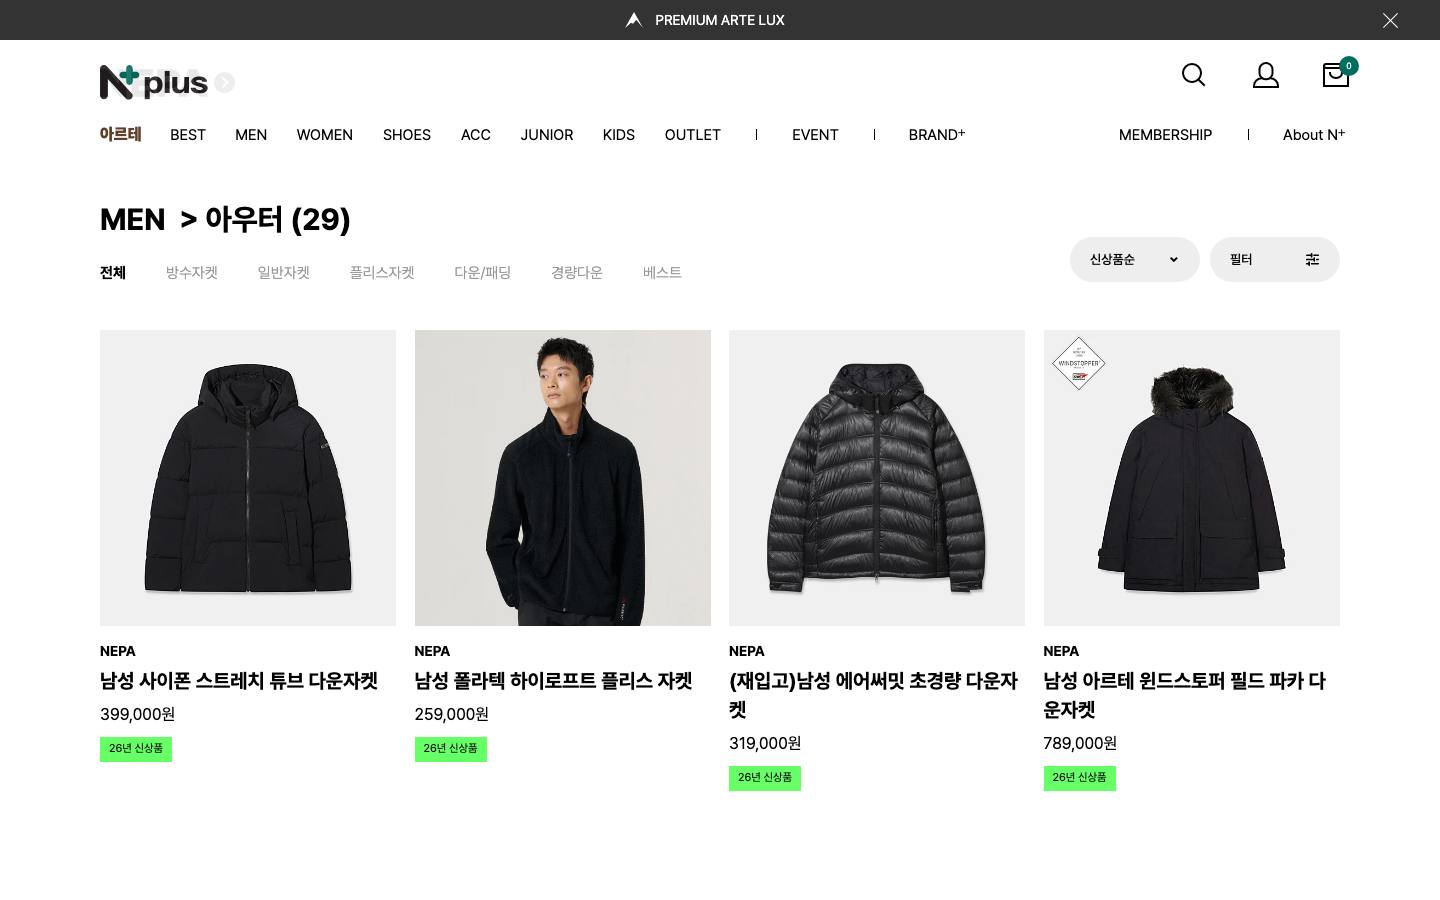 PREMIUM ARTE LUX
N+plus
0
아르테 BEST MEN WOMEN SHOES ACC JUNIOR KIDS OUTLET EVENT BRAND+ MEMBERSHIP About N+
MEN > 아우터 (29)
전체 방수자켓 일반자켓 플리스자켓 다운/패딩 경량다운 베스트
신상품순 필터
WINDSTOPPER
NEPA
남성 사이폰 스트레치 튜브 다운자켓
399,000원
26년 신상품
NEPA
남성 폴라텍 하이로프트 플리스 자켓
259,000원
26년 신상품
NEPA
(재입고)남성 에어써밋 초경량 다운자
켓
319,000원
26년 신상품
NEPA
남성 아르테 윈드스토퍼 필드 파카 다
운자켓
789,000원
26년 신상품